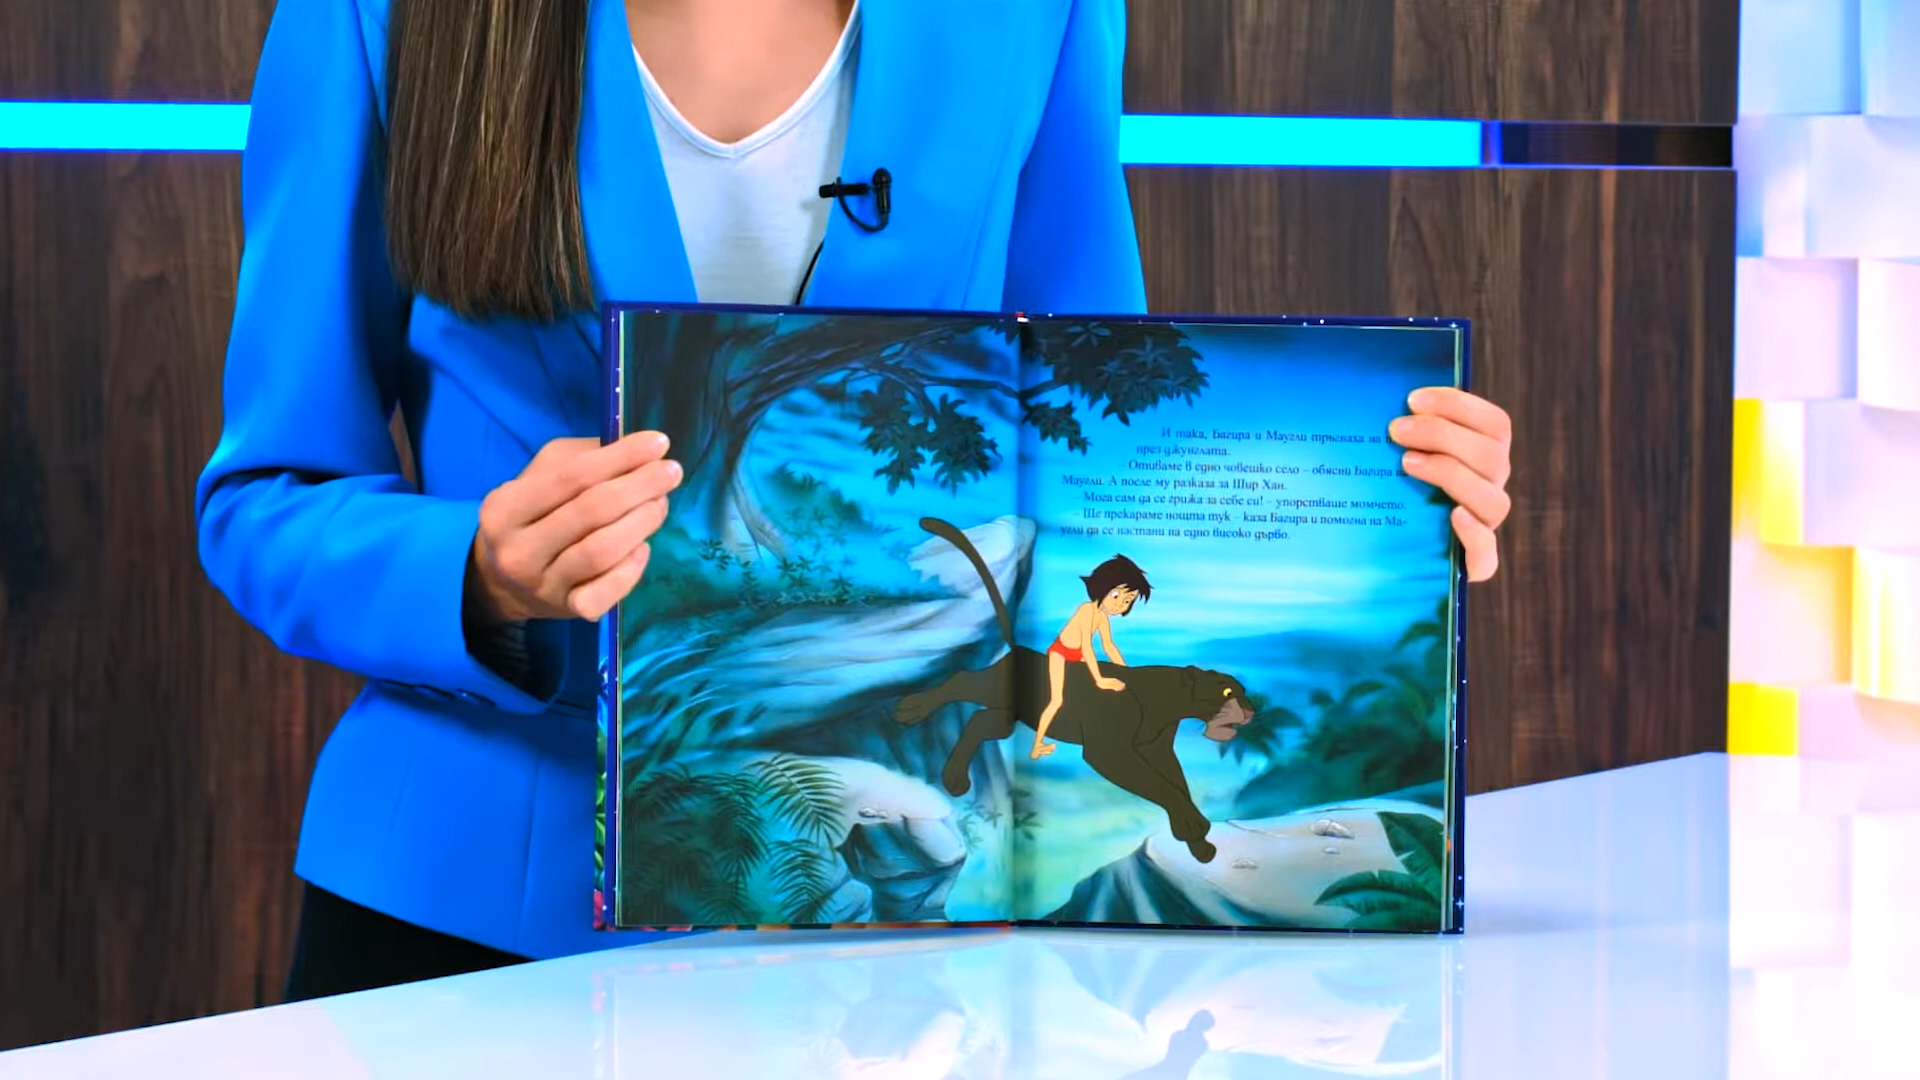 И така, Багира и Маугли тръгнаха на
през джунглата.
– Отиваме в едно човешко село – обясни Багира
Маугли. А после му разказа за Шир Хан.
– Мога сам да се грижа за себе си! – упорстваше момчето.
– Ще прекараме нощта тук – каза Багира и помогна на Ма-
угли да се настани на едно високо дърво.